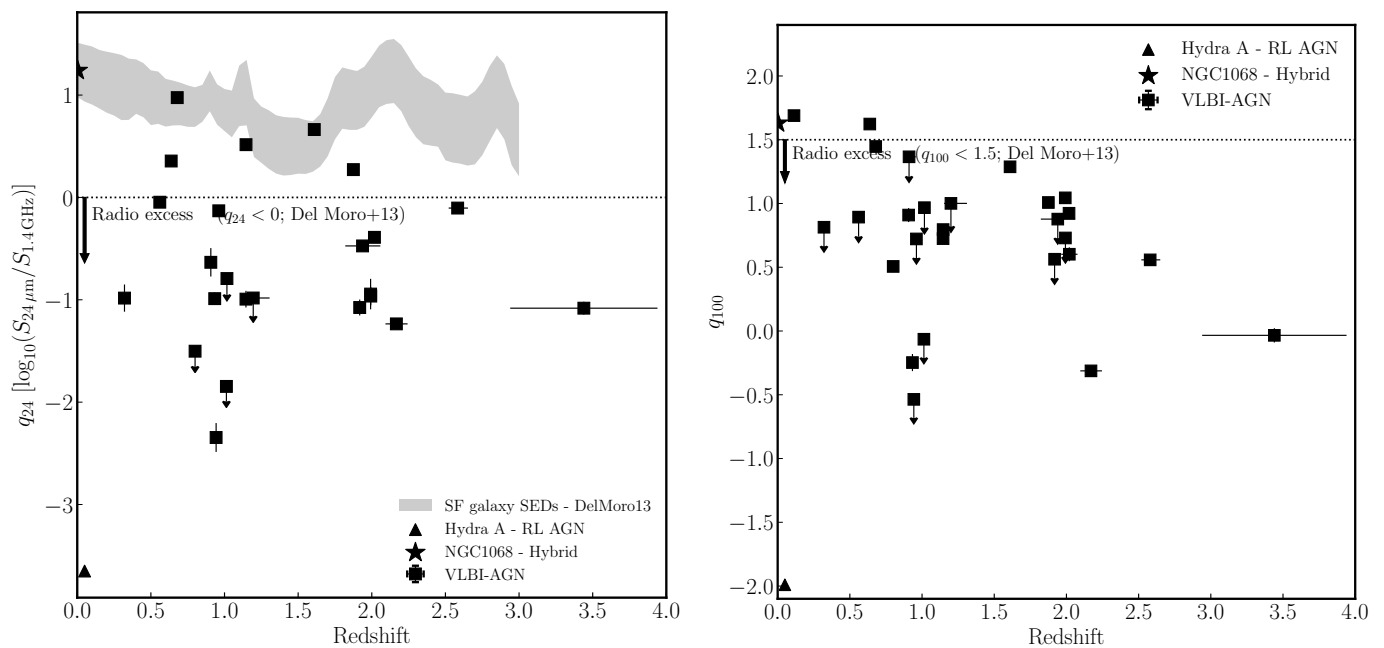 1
0
−1
−2
−3
0.0 0.5 1.0 1.5 2.0 2.5 3.0 3.5 4.0
Redshift
q24 [log10(S24 μm/S1.4 GHz)]
Radio excess (q24 < 0; Del Moro+13)
SF galaxy SEDs - DelMoro13
Hydra A - RL AGN
NGC1068 - Hybrid
VLBI-AGN
2.0
1.5
1.0
0.5
0.0
−0.5
−1.0
−1.5
−2.0
0.0 0.5 1.0 1.5 2.0 2.5 3.0 3.5 4.0
Redshift
q100
Radio excess (q100 < 1.5; Del Moro+13)
Hydra A - RL AGN
NGC1068 - Hybrid
VLBI-AGN